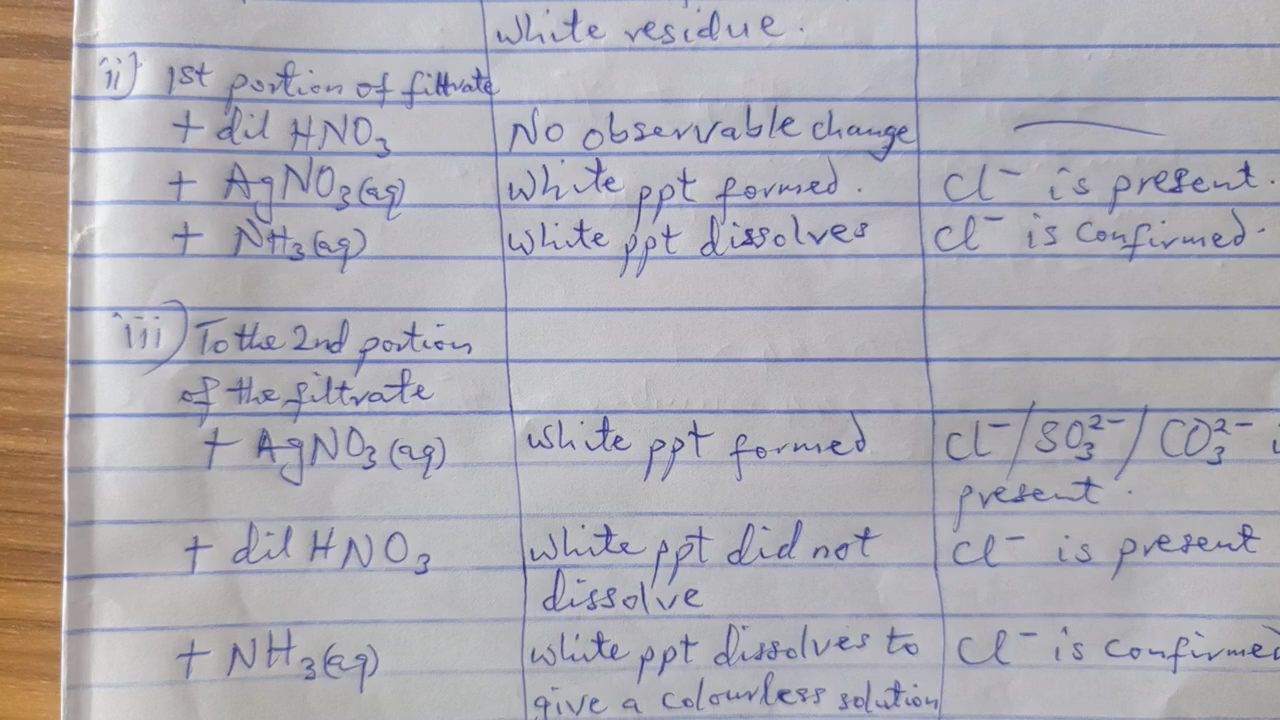 white residue.
ii) 1st portion of filtrate
+ dil HNO₃ No observable change —
+ AgNO₃(aq) white ppt formed. Cl⁻ is present.
+ NH₃(aq) white ppt dissolves Cl⁻ is confirmed.
iii) To the 2nd portion
of the filtrate
+ AgNO₃(aq) white ppt formed Cl⁻/SO₃²⁻/CO₃²⁻ i
present.
+ dil HNO₃ white ppt did not Cl⁻ is present
dissolve
+ NH₃(aq) white ppt dissolves to Cl⁻ is confirmed
give a colourless solution